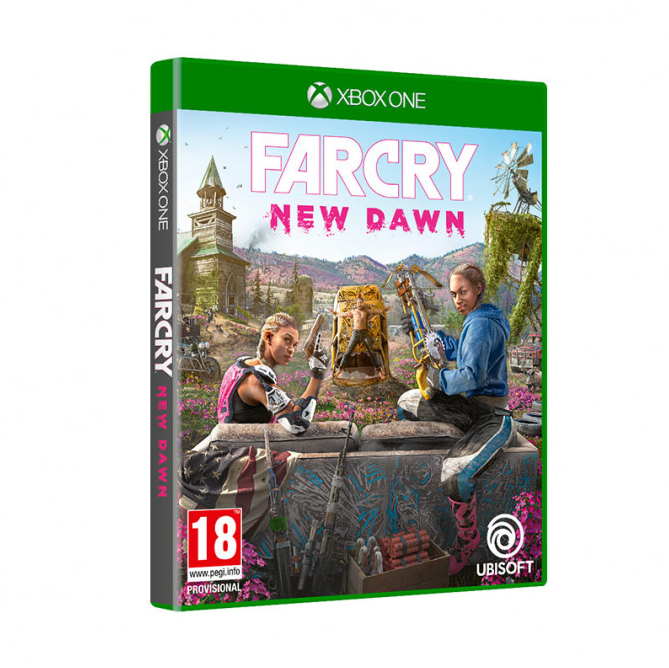 XBOX ONE
FARCRY
NEW DAWN
XBOX ONE
FARCRY
NEW DAWN
18
www.pegi.info
PROVISIONAL
UBISOFT